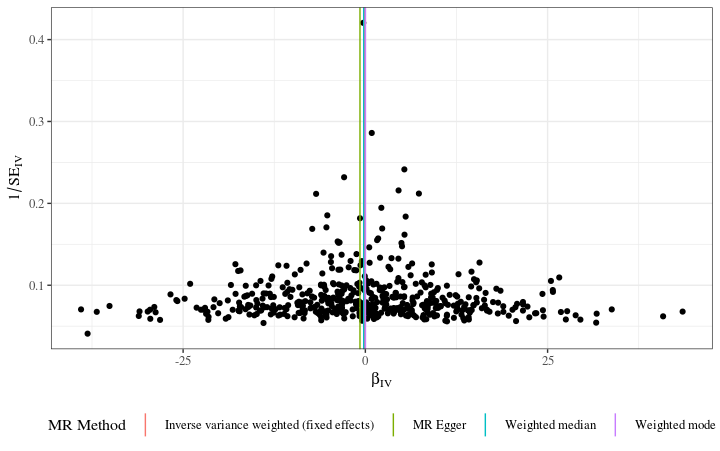 0.4
0.3
0.2
0.1
1/SE_IV
-25 0 25
β_IV
MR Method Inverse variance weighted (fixed effects) MR Egger Weighted median Weighted mode